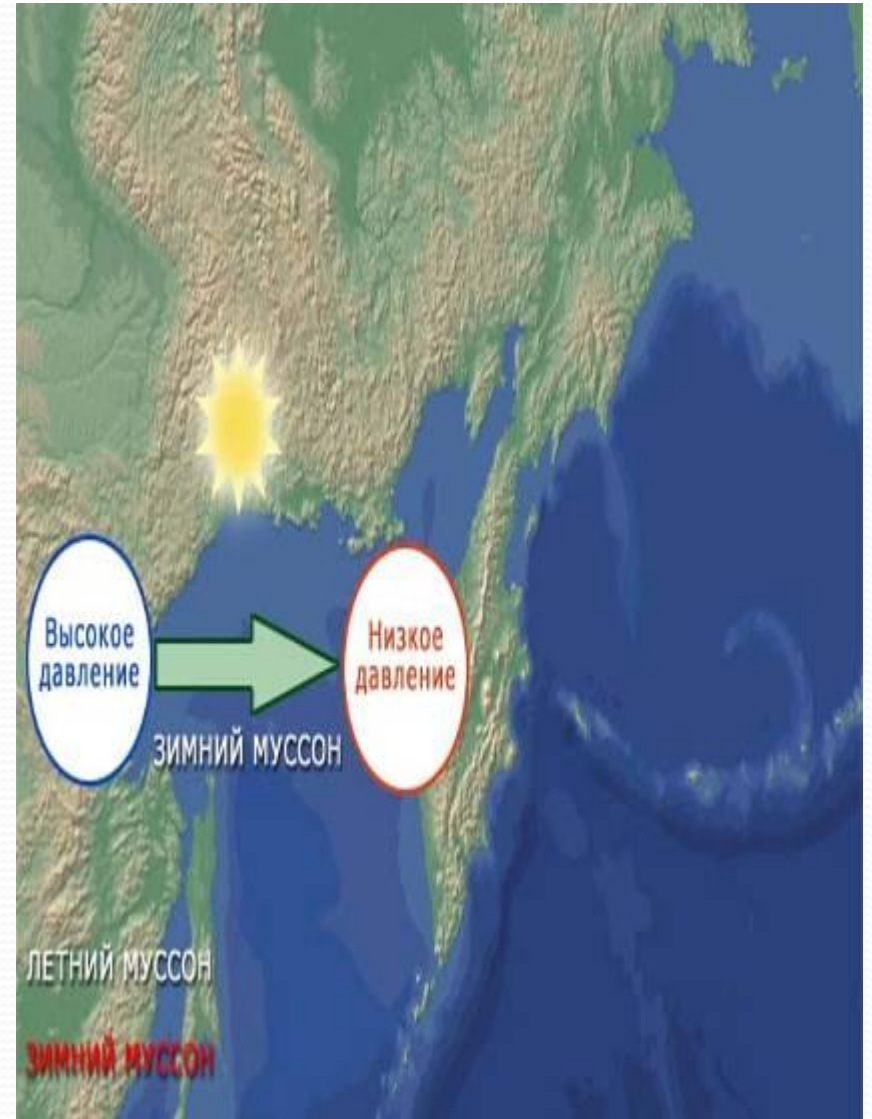 Высокое
давление
Низкое
давление
ЗИМНИЙ МУССОН
ЛЕТНИЙ МУССОН
ЗИМНИЙ МУССОН